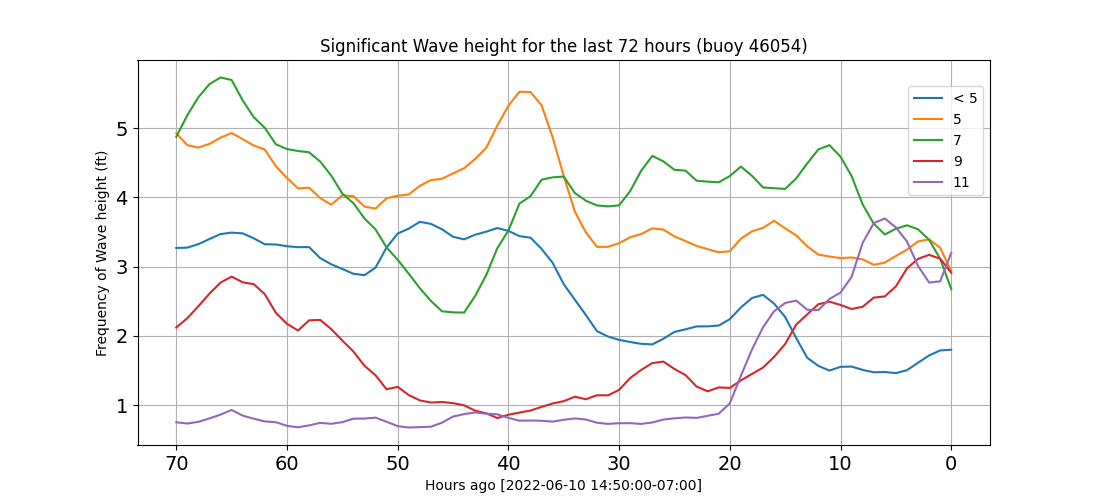 Significant Wave height for the last 72 hours (buoy 46054)
Frequency of Wave height (ft)
5
4
3
2
1
< 5
5
7
9
11
70 60 50 40 30 20 10 0
Hours ago [2022-06-10 14:50:00-07:00]